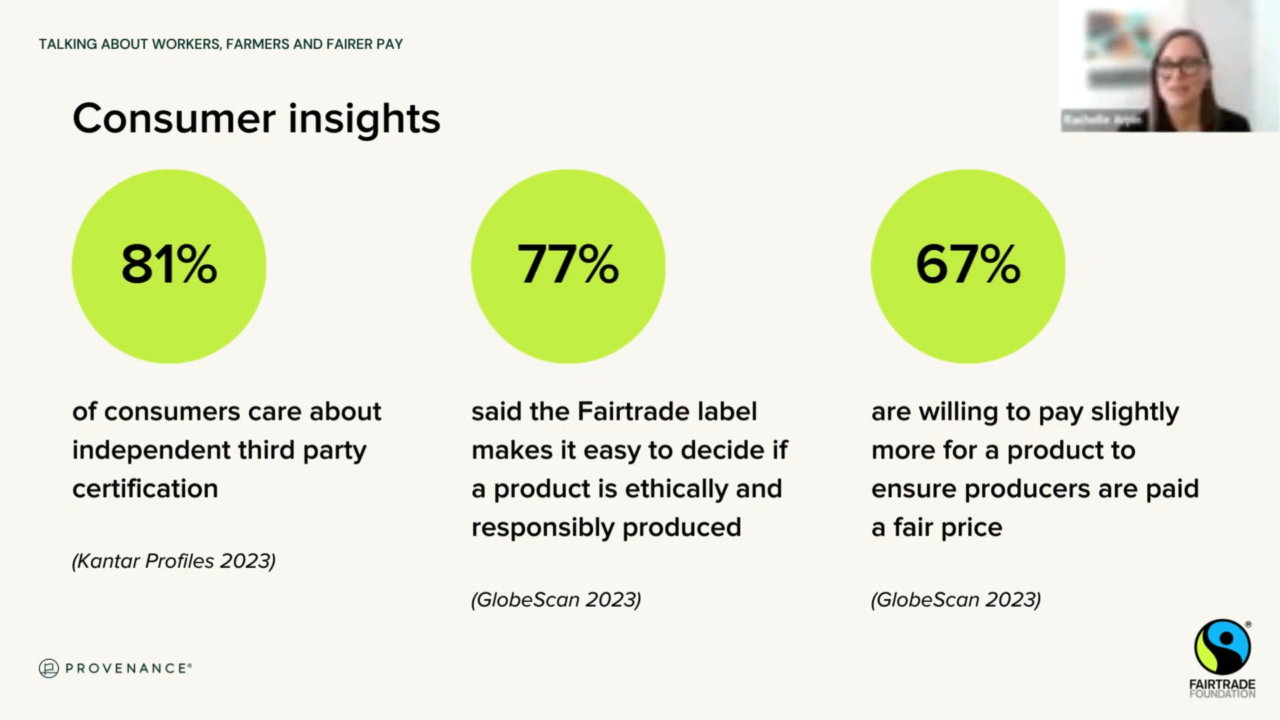 TALKING ABOUT WORKERS, FARMERS AND FAIRER PAY
Rachelle
Consumer insights
81%
77%
67%
of consumers care about
independent third party
certification
(Kantar Profiles 2023)
said the Fairtrade label
makes it easy to decide if
a product is ethically and
responsibly produced
(GlobeScan 2023)
are willing to pay slightly
more for a product to
ensure producers are paid
a fair price
(GlobeScan 2023)
PROVENANCE®
®
FAIRTRADE
FOUNDATION